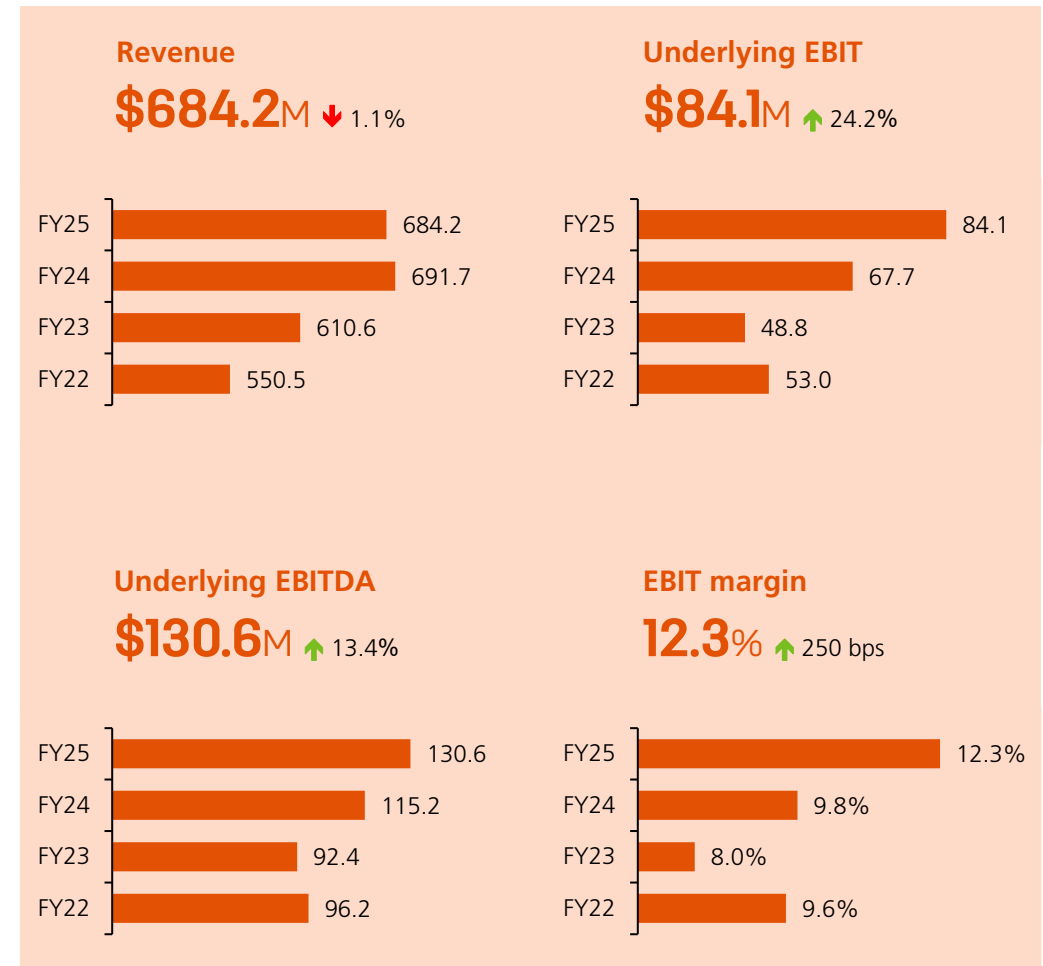 Revenue
$684.2M 1.1%
FY25 684.2
FY24 691.7
FY23 610.6
FY22 550.5
Underlying EBIT
$84.1M 24.2%
FY25 84.1
FY24 67.7
FY23 48.8
FY22 53.0
Underlying EBITDA
$130.6M 13.4%
FY25 130.6
FY24 115.2
FY23 92.4
FY22 96.2
EBIT margin
12.3% 250 bps
FY25 12.3%
FY24 9.8%
FY23 8.0%
FY22 9.6%